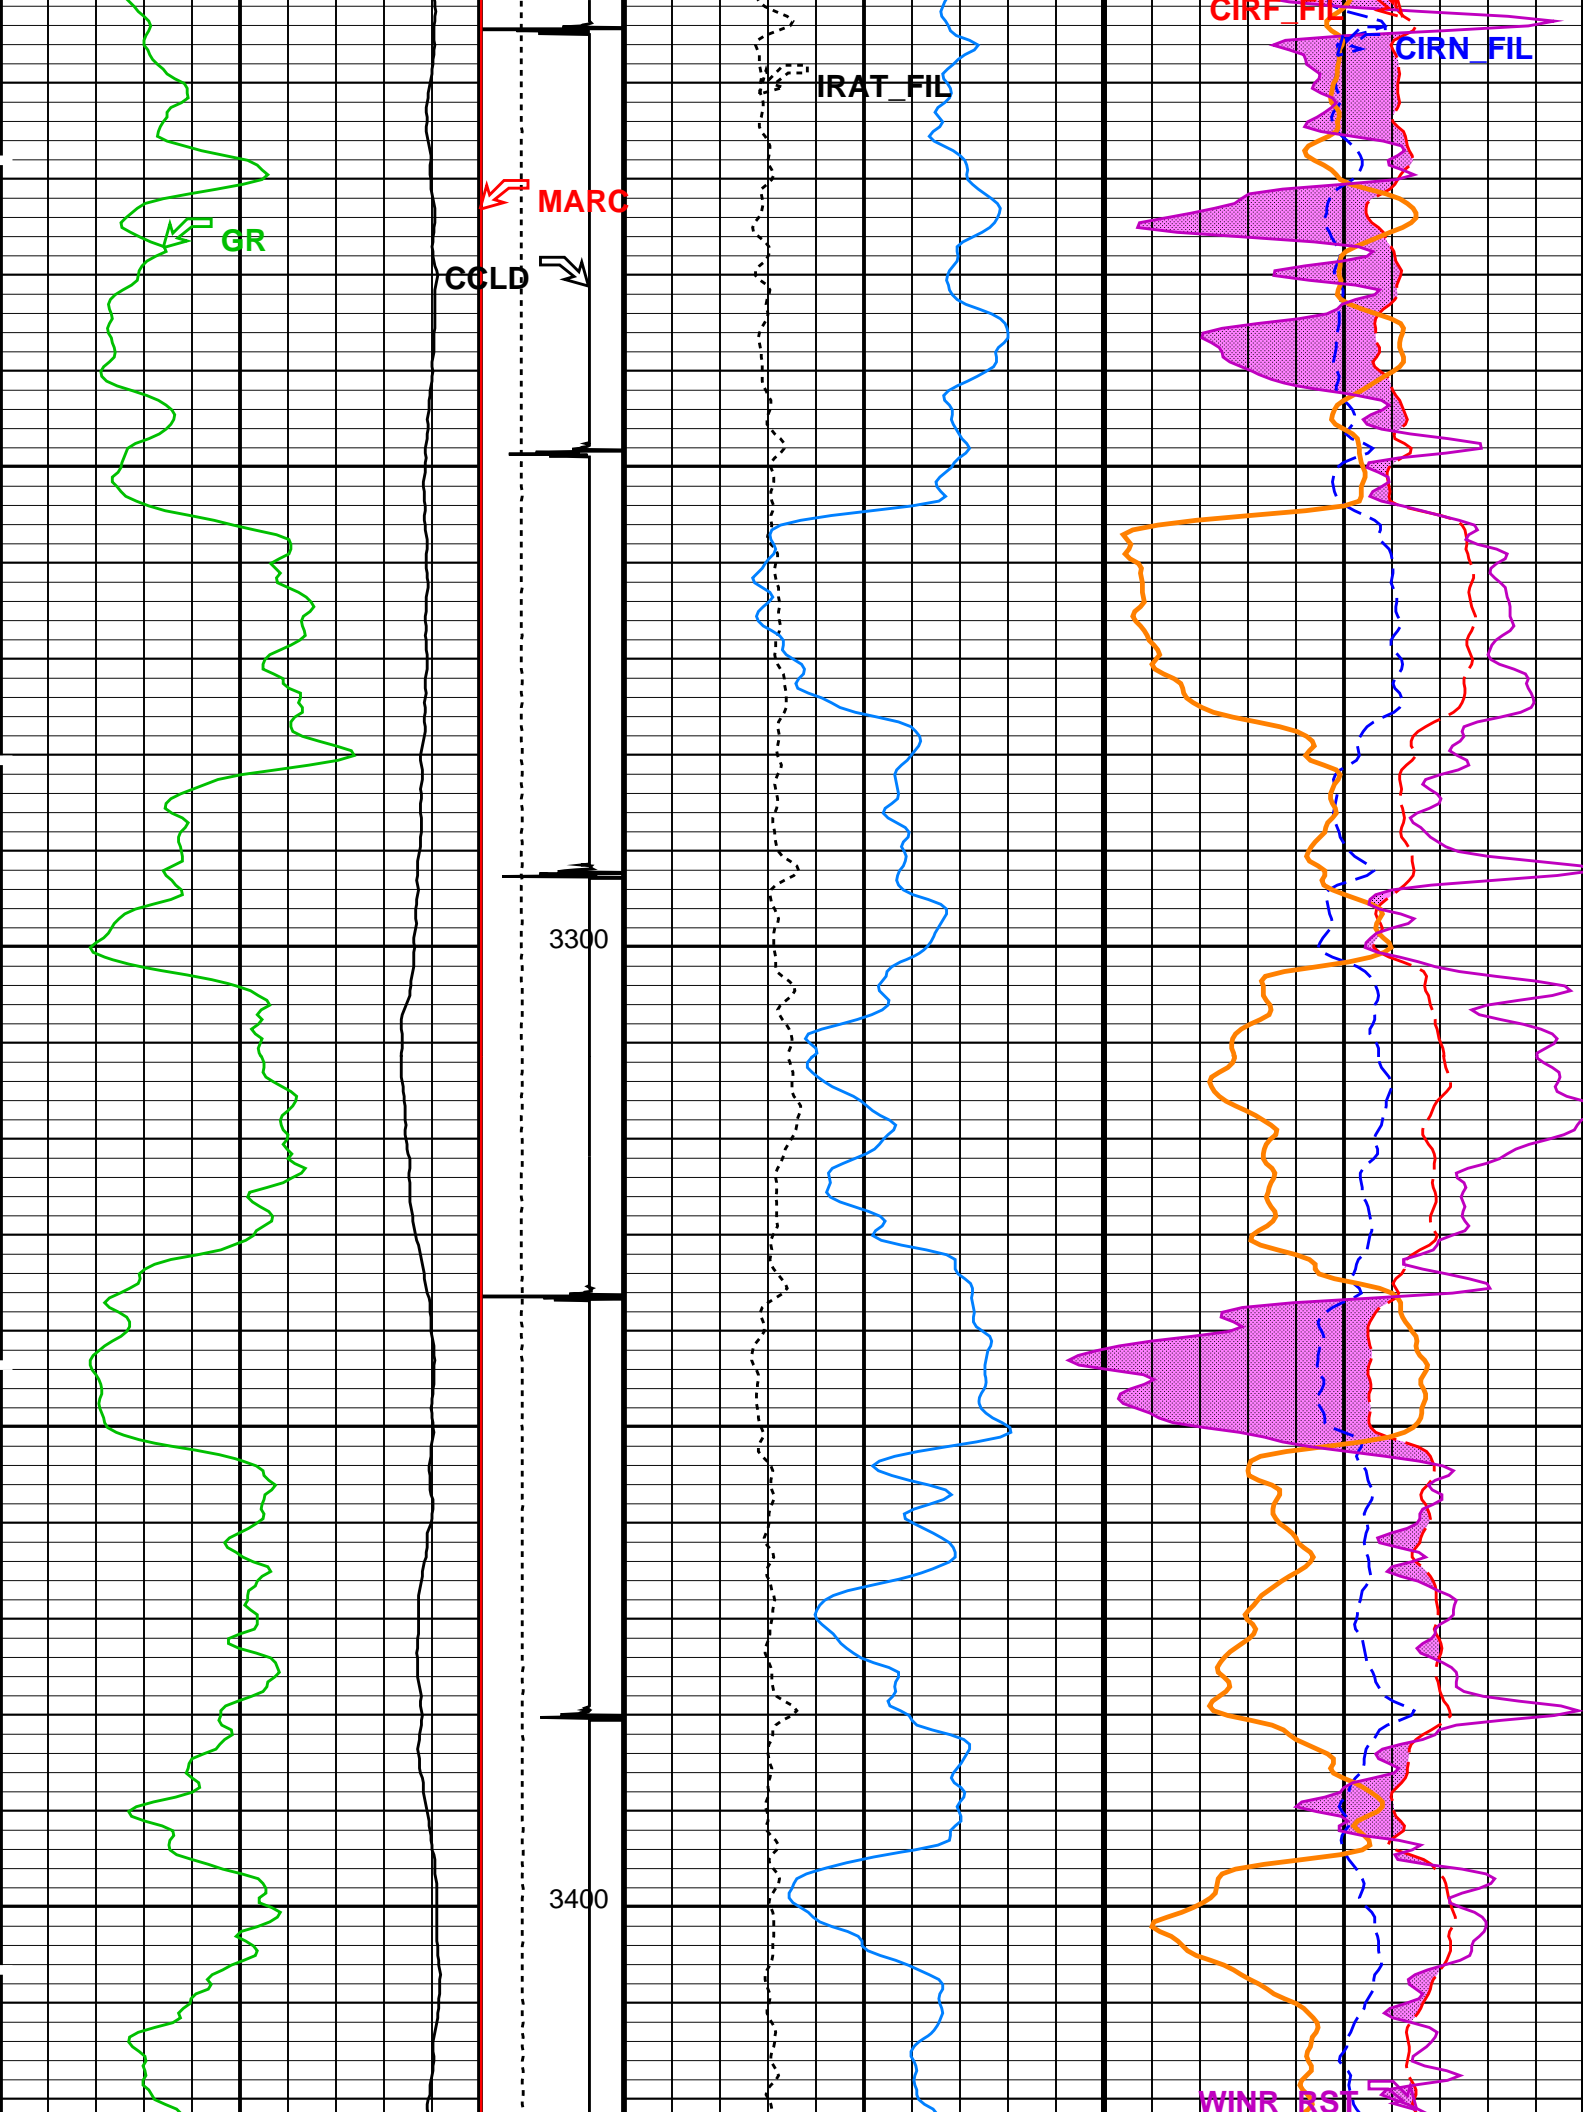 CIRF_FIL
CIRN_FIL
IRAT_FIL
MARC
GR
CCLD
3300
3400
WINR_RST